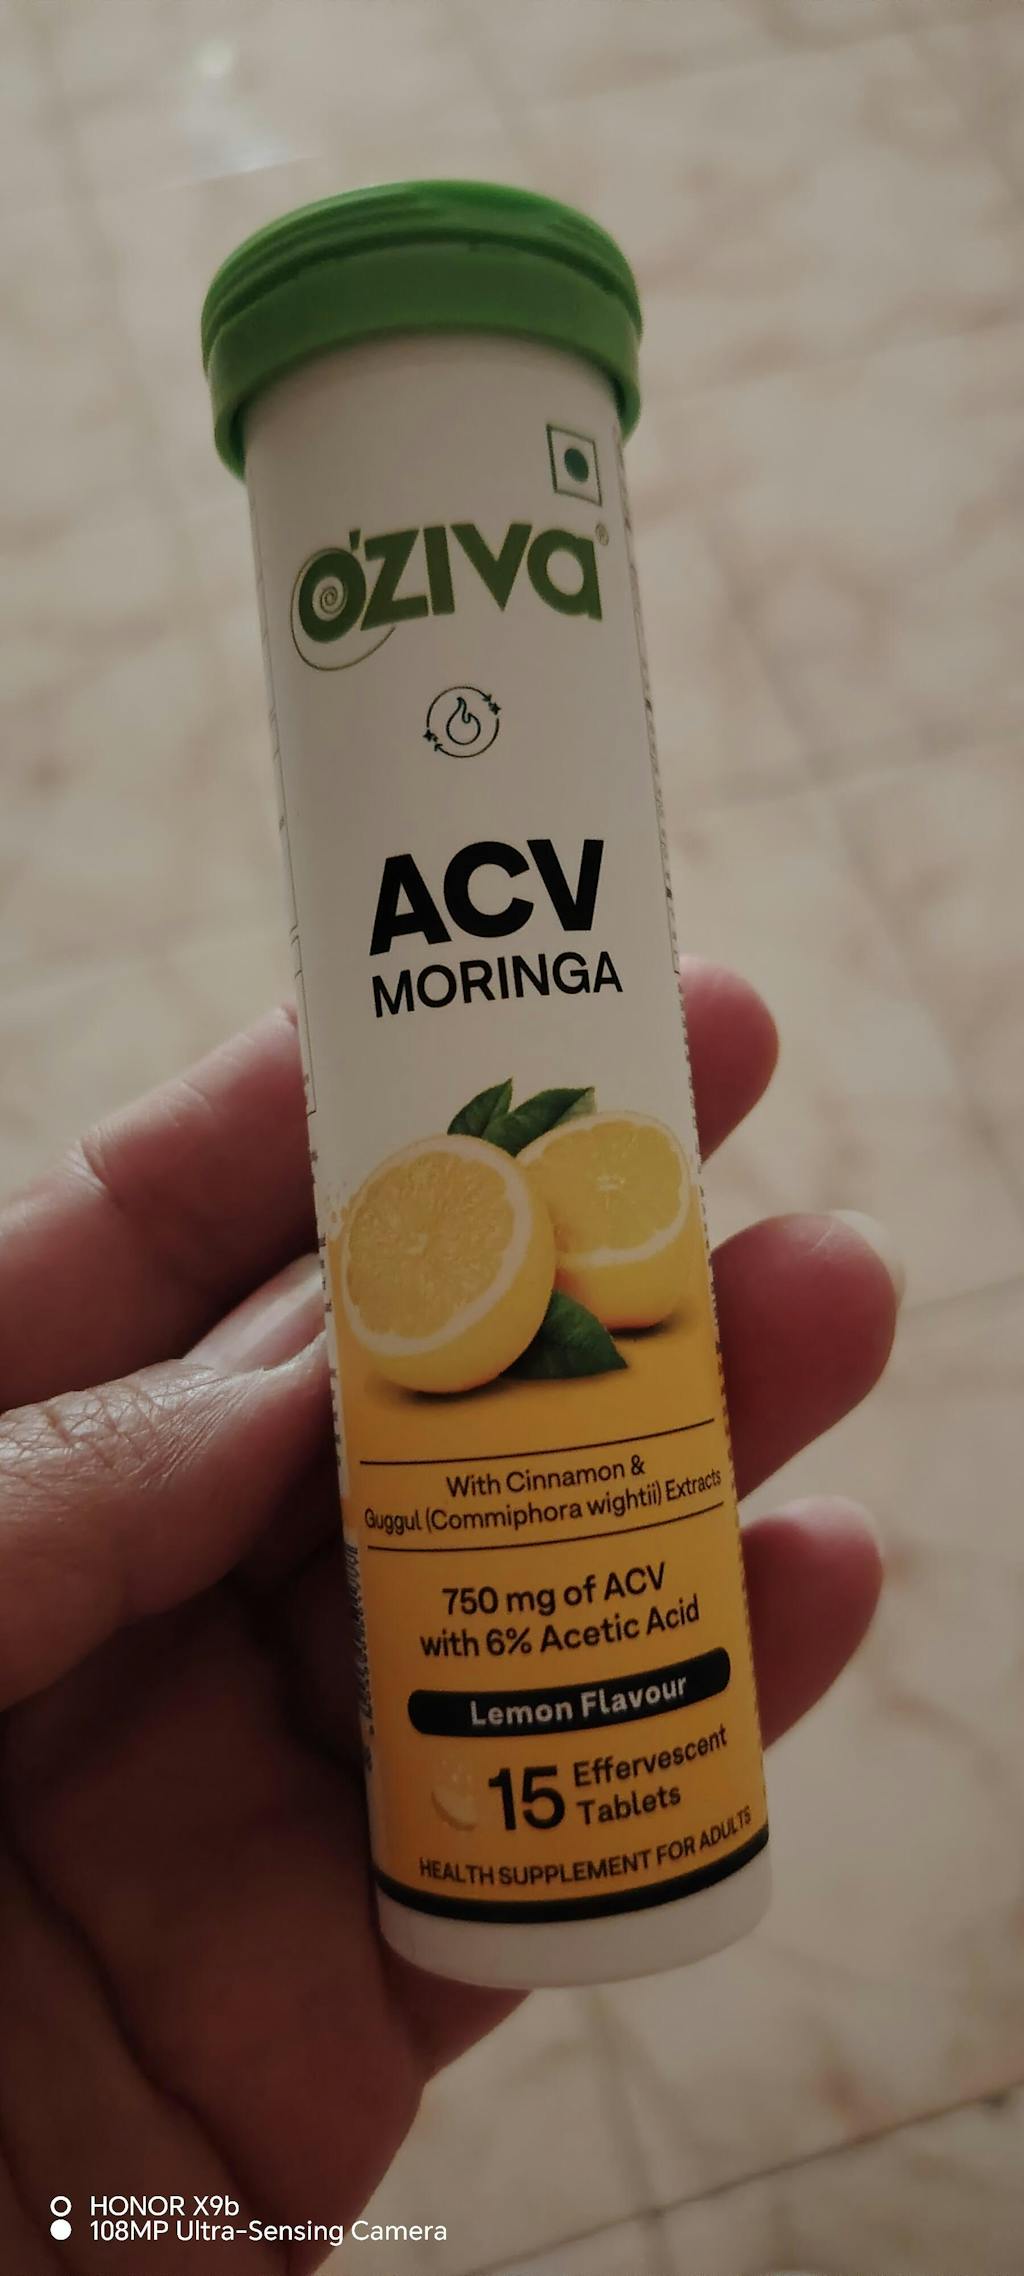 OZIVA®
ACV
MORINGA
With Cinnamon &
Guggul (Commiphora wightii) Extracts
750 mg of ACV
with 6% Acetic Acid
Lemon Flavour
15 Effervescent
Tablets
HEALTH SUPPLEMENT FOR ADULTS
HONOR X9b
108MP Ultra-Sensing Camera